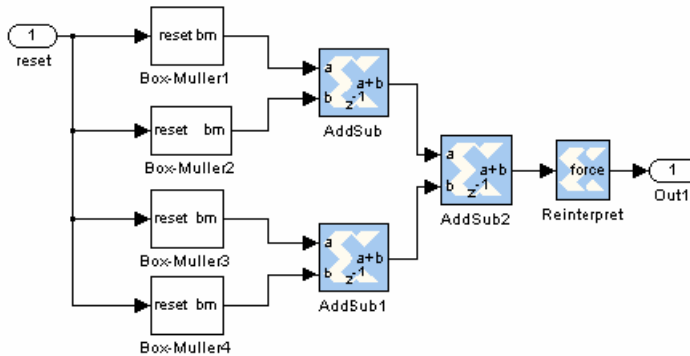 1
reset
reset bm
Box-Muller1
reset bm
Box-Muller2
a
b
a+b
z-1
AddSub
reset bm
Box-Muller3
reset bm
Box-Muller4
a
b
a+b
z-1
AddSub1
a
b
a+b
z-1
AddSub2
force
Reinterpret
1
Out1